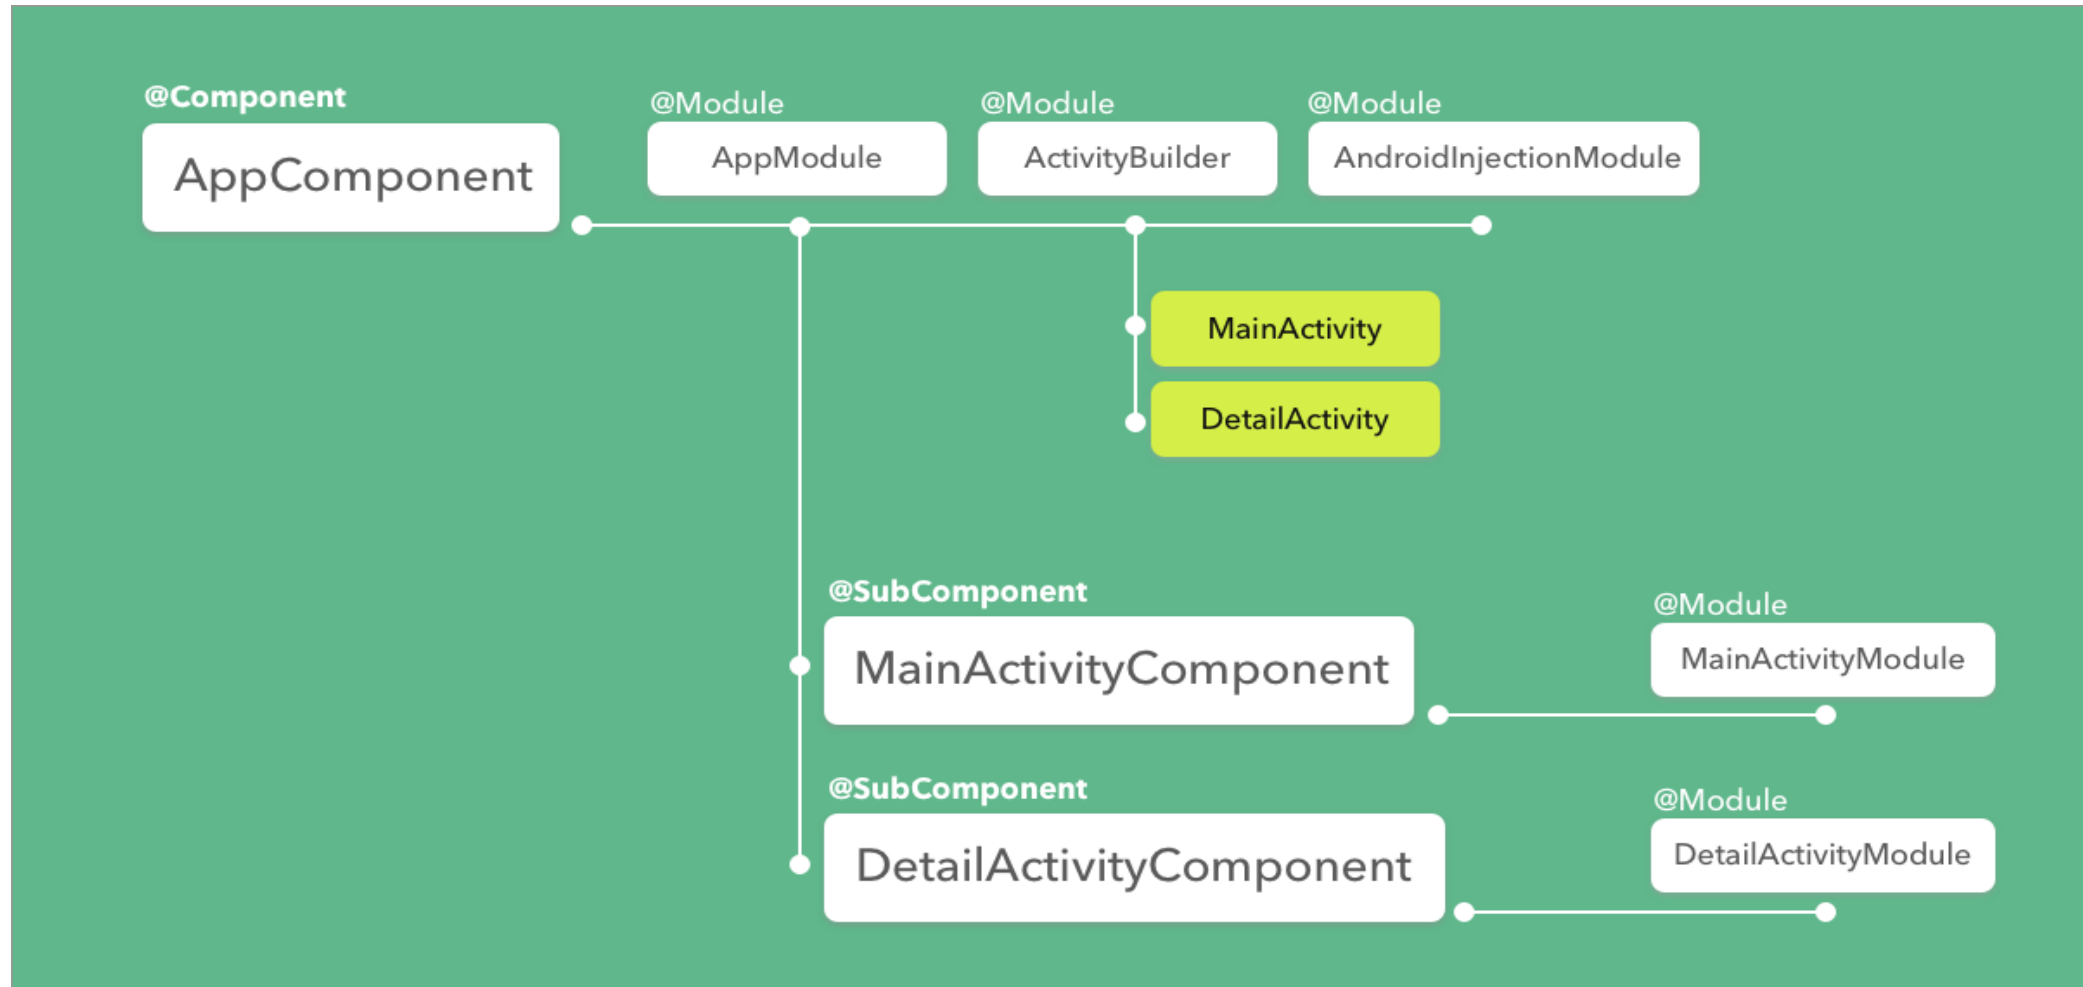 @Component
AppComponent
@Module
AppModule
@Module
ActivityBuilder
@Module
AndroidInjectionModule
MainActivity
DetailActivity
@SubComponent
MainActivityComponent
@Module
MainActivityModule
@SubComponent
DetailActivityComponent
@Module
DetailActivityModule